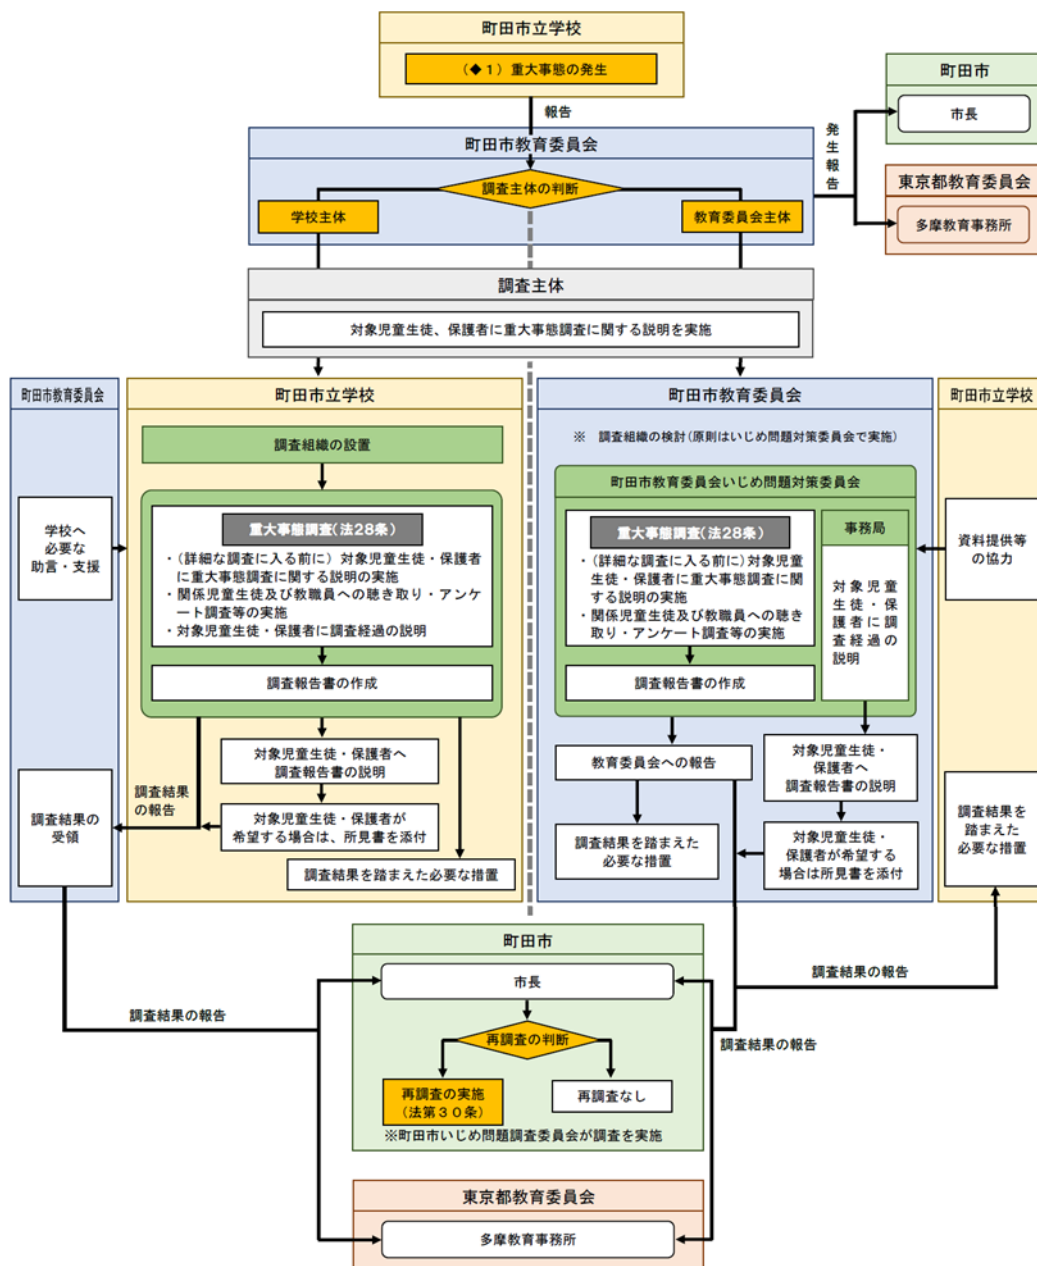 町田市立学校
(◆1)重大事態の発生
報告
町田市教育委員会
調査主体の判断
学校主体
教育委員会主体
発生報告
町田市
市長
東京都教育委員会
多摩教育事務所
調査主体
対象児童生徒、保護者に重大事態調査に関する説明を実施
町田市教育委員会
学校へ
必要な
助言・支援
調査結果の
受領
町田市立学校
調査組織の設置
重大事態調査(法28条)
・(詳細な調査に入る前に)対象児童生徒・保護者
に重大事態調査に関する説明の実施
・関係児童生徒及び教職員への聴き取り・アン
ケート調査等の実施
・対象児童生徒・保護者に調査経過の説明
調査報告書の作成
対象児童生徒・保護者へ
調査報告書の説明
調査結果
の報告
対象児童生徒・保護者が
希望する場合は、所見書を添付
調査結果を踏まえた必要な措置
町田市教育委員会
※ 調査組織の検討(原則はいじめ問題対策委員会で実施)
町田市教育委員会いじめ問題対策委員会
重大事態調査(法28条)
・(詳細な調査に入る前に)対象児童
生徒・保護者に重大事態調査に関
する説明の実施
・関係児童生徒及び教職員への聴き
取り・アンケート調査等の実施
調査報告書の作成
事務局
対象児童
生徒・保
護者に調
査経過の
説明
教育委員会への報告
対象児童生徒・
保護者へ
調査報告書の説明
調査結果を踏まえた
必要な措置
対象児童生徒・
保護者が希望する
場合は所見書を添付
町田市立学校
資料提供等
の協力
調査結果を
踏まえた
必要な措置
調査結果の報告
調査結果の報告
調査結果の報告
町田市
市長
再調査の判断
再調査の実施
(法第30条)
再調査なし
※町田市いじめ問題調査委員会が調査を実施
東京都教育委員会
多摩教育事務所